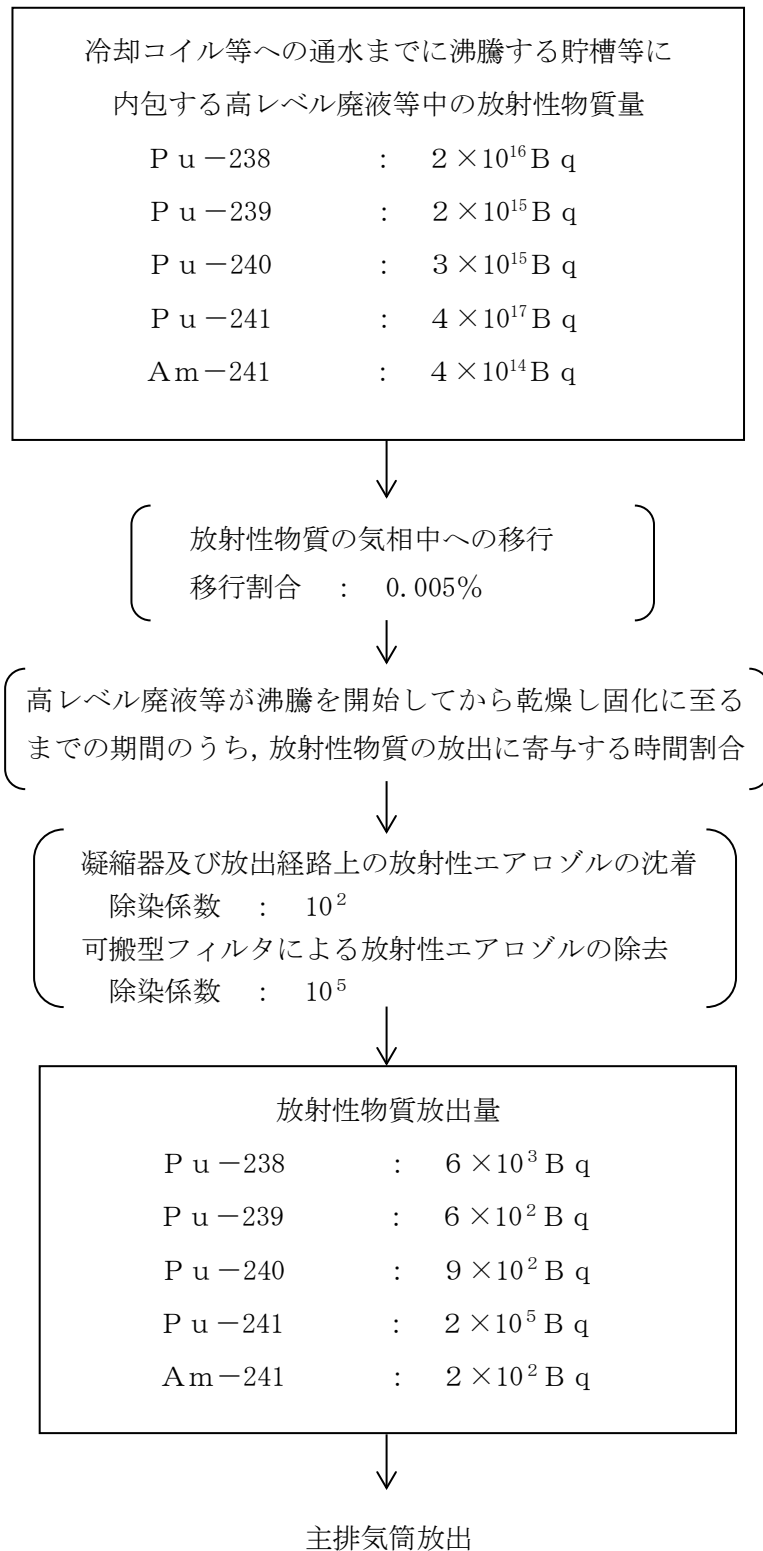 冷却コイル等への通水までに沸騰する貯槽等に
内包する高レベル廃液等中の放射性物質量
Ｐｕ－238 : ２×10¹⁶Ｂｑ
Ｐｕ－239 : ２×10¹⁵Ｂｑ
Ｐｕ－240 : ３×10¹⁵Ｂｑ
Ｐｕ－241 : ４×10¹⁷Ｂｑ
Ａｍ－241 : ４×10¹⁴Ｂｑ
放射性物質の気相中への移行
移行割合 : 0.005％
高レベル廃液等が沸騰を開始してから乾燥し固化に至る
までの期間のうち，放射性物質の放出に寄与する時間割合
凝縮器及び放出経路上の放射性エアロゾルの沈着
除染係数 : 10²
可搬型フィルタによる放射性エアロゾルの除去
除染係数 : 10⁵
放射性物質放出量
Ｐｕ－238 : ６×10³Ｂｑ
Ｐｕ－239 : ６×10²Ｂｑ
Ｐｕ－240 : ９×10²Ｂｑ
Ｐｕ－241 : ２×10⁵Ｂｑ
Ａｍ－241 : ２×10²Ｂｑ
主排気筒放出